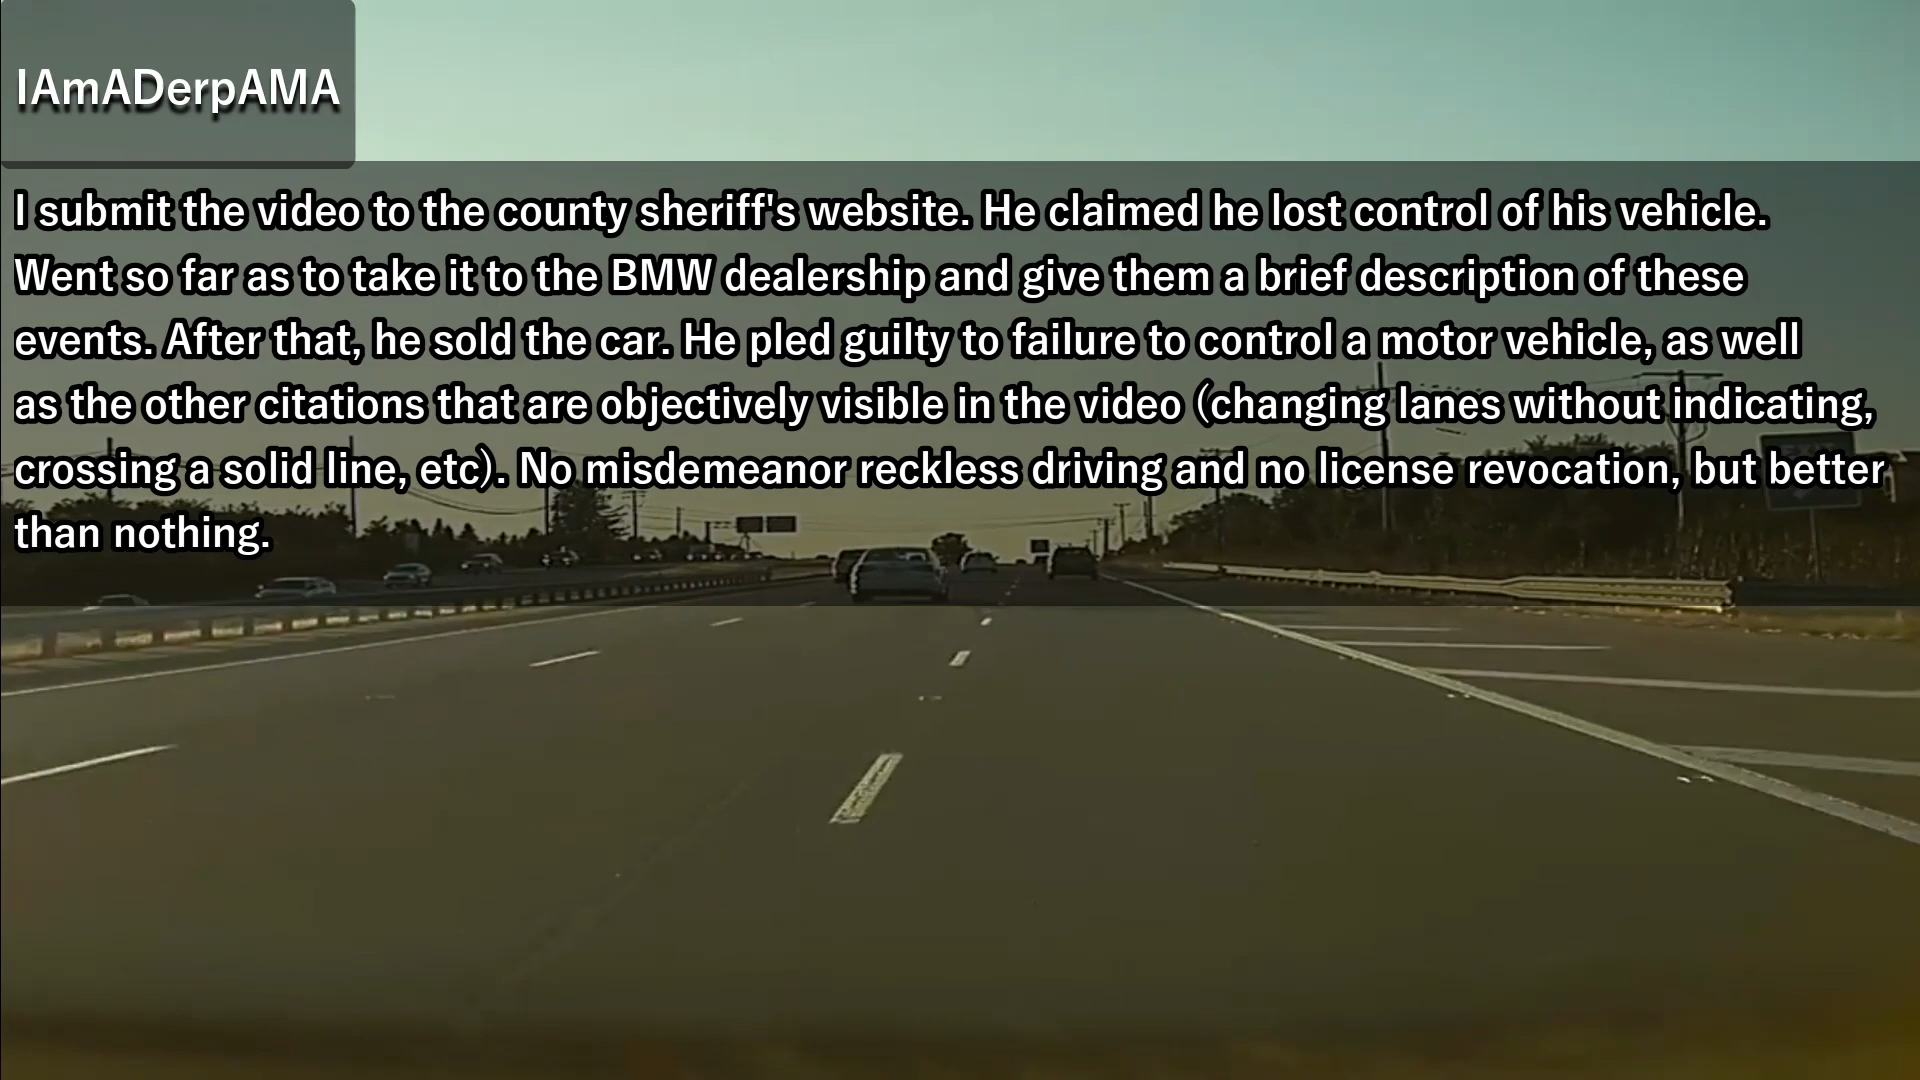 IAmADerpAMA
I submit the video to the county sheriff's website. He claimed he lost control of his vehicle.
Went so far as to take it to the BMW dealership and give them a brief description of these
events. After that, he sold the car. He pled guilty to failure to control a motor vehicle, as well
as the other citations that are objectively visible in the video (changing lanes without indicating,
crossing a solid line, etc). No misdemeanor reckless driving and no license revocation, but better
than nothing.